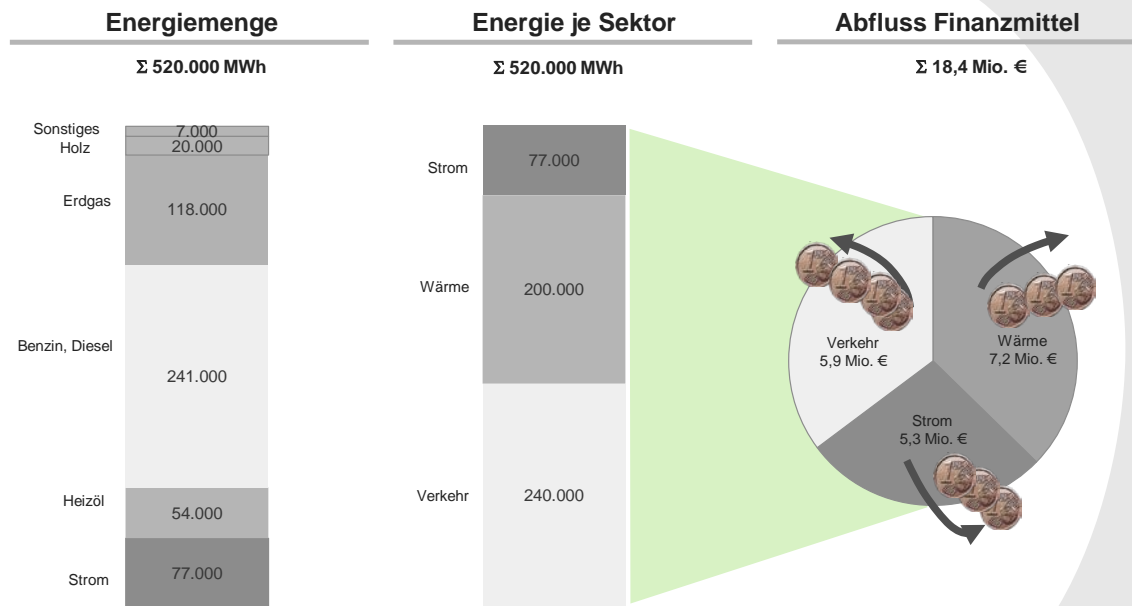 Energiemenge
Σ 520.000 MWh
Sonstiges
7.000
Holz
20.000
Erdgas
118.000
Benzin, Diesel
241.000
Heizöl
54.000
Strom
77.000
Energie je Sektor
Σ 520.000 MWh
Strom
77.000
Wärme
200.000
Verkehr
240.000
Abfluss Finanzmittel
Σ 18,4 Mio. €
Verkehr
5,9 Mio. €
Wärme
7,2 Mio. €
Strom
5,3 Mio. €